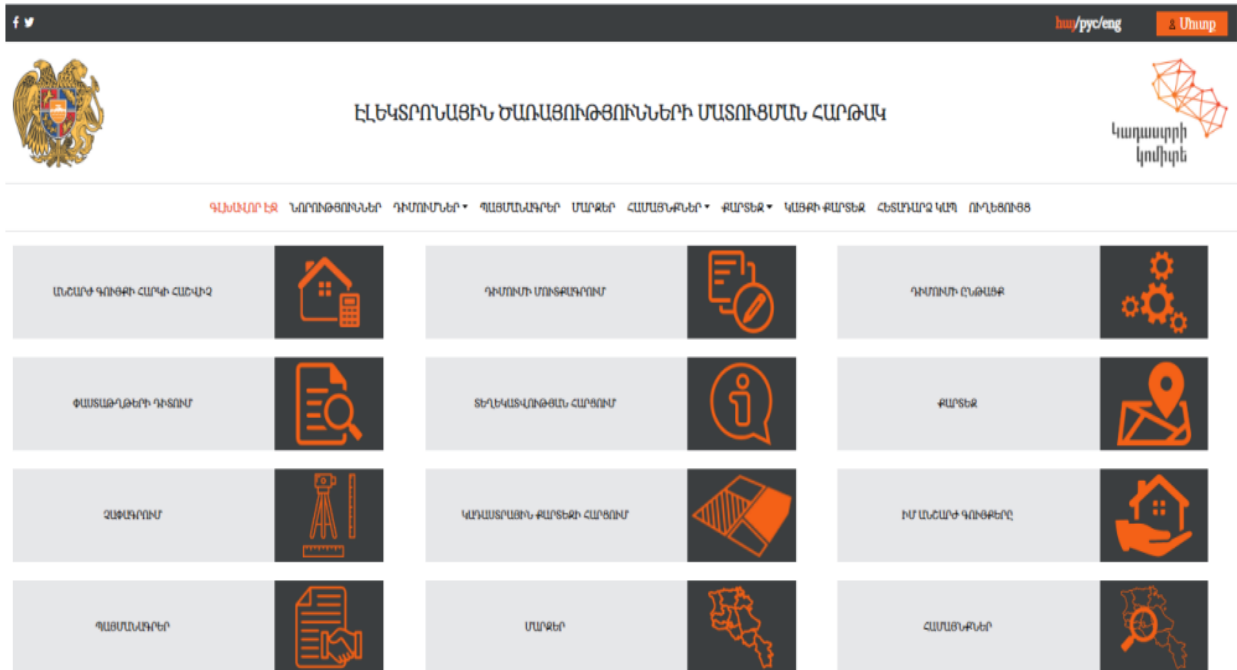 հայ/рус/eng
Մուտք
ԷԼԵԿՏՐՈՆԱՅԻՆ ԾԱՌԱՅՈՒԹՅՈՒՆՆԵՐԻ ՄԱՏՈՒՑՄԱՆ ՀԱՐԹԱԿ
Կադաստրի
կոմիտե
ԳԼԽԱՎՈՐ ԷՋ ՆՈՐՈՒԹՅՈՒՆՆԵՐ ԴԻՄՈՒՄՆԵՐ ՊԱՅՄԱՆԱԳՐԵՐ ՄԱՐԶԵՐ ՀԱՄԱՅՆՔՆԵՐ ՔԱՐՏԵԶ ԿԱՅՔԻ ՔԱՐՏԵԶ ՀԵՏԱԴԱՐՁ ԿԱՊ ՈՒՂԵՑՈՒՅՑ
ԱՆՇԱՐԺ ԳՈՒՅՔԻ ՀԱՐԿԻ ՀԱՇՎԻՉ
ԴԻՄՈՒՄԻ ՄՈՒՏՔԱԳՐՈՒՄ
ԴԻՄՈՒՄԻ ԸՆԹԱՑՔ
ՓԱՍՏԱԹՂԹԵՐԻ ԴԻՏՈՒՄ
ՏԵՂԵԿԱՏՎՈՒԹՅԱՆ ՀԱՐՑՈՒՄ
ՔԱՐՏԵԶ
ՉԱՓԱԳՐՈՒՄ
ԿԱԴԱՍՏՐԱՅԻՆ ՔԱՐՏԵԶԻ ՀԱՐՑՈՒՄ
ԻՄ ԱՆՇԱՐԺ ԳՈՒՅՔԵՐԸ
ՊԱՅՄԱՆԱԳՐԵՐ
ՄԱՐԶԵՐ
ՀԱՄԱՅՆՔՆԵՐ